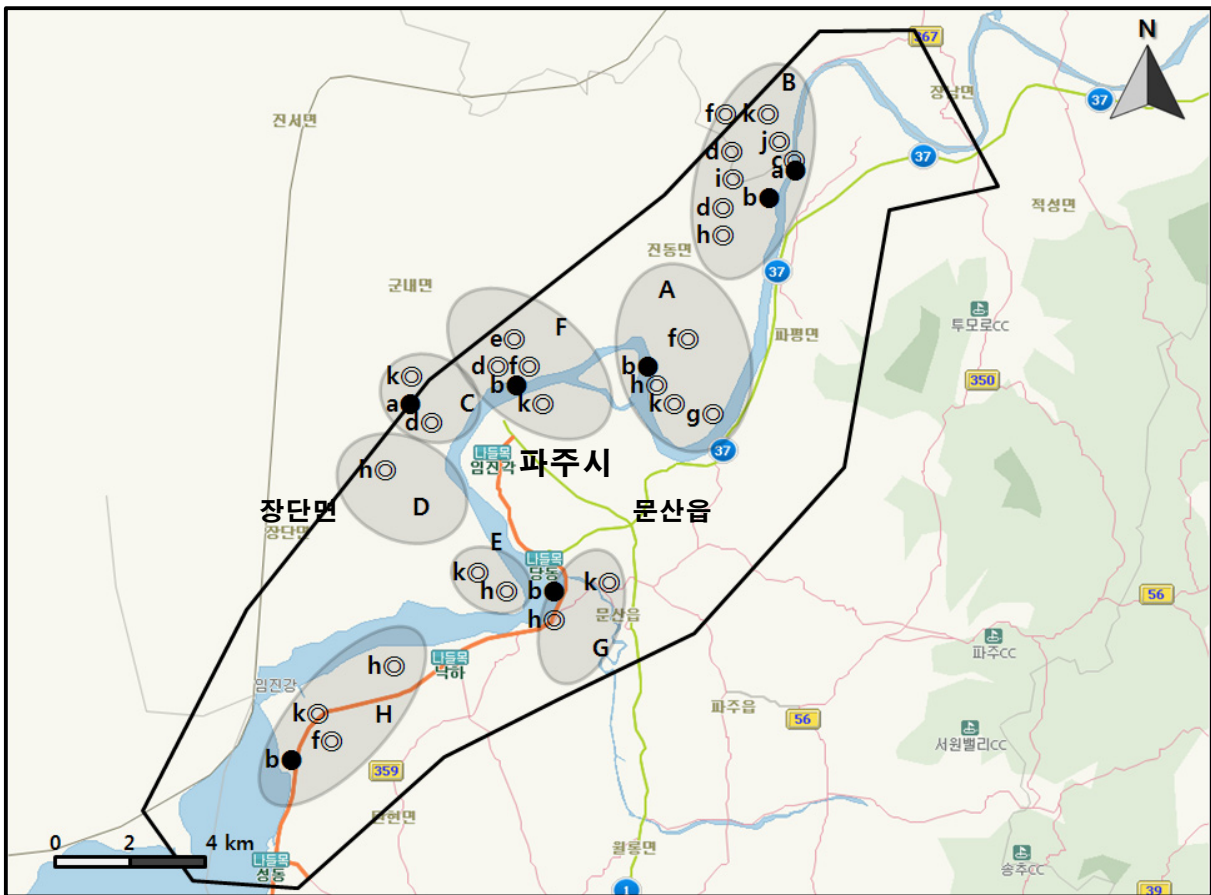 N
367
장남면
37
B
진서면
f
k
j
37
d
c
a
i
b
적성면
d
h
진동면
37
군내면
A
투모로CC
F
파평면
e
f
d
f
b
b
h
350
k
k
k
g
a
C
d
37
나들목
임진각
파주시
h
D
장단면
장단면
문산읍
E
나들목
당동
k
k
b
h
56
h
문산읍
파주CC
G
나들목
낙하
h
임진강
파주읍
k
H
56
f
서원밸리CC
b
359
탄현면
0
2
4 km
월롱면
송추CC
나들목
성동
1
39